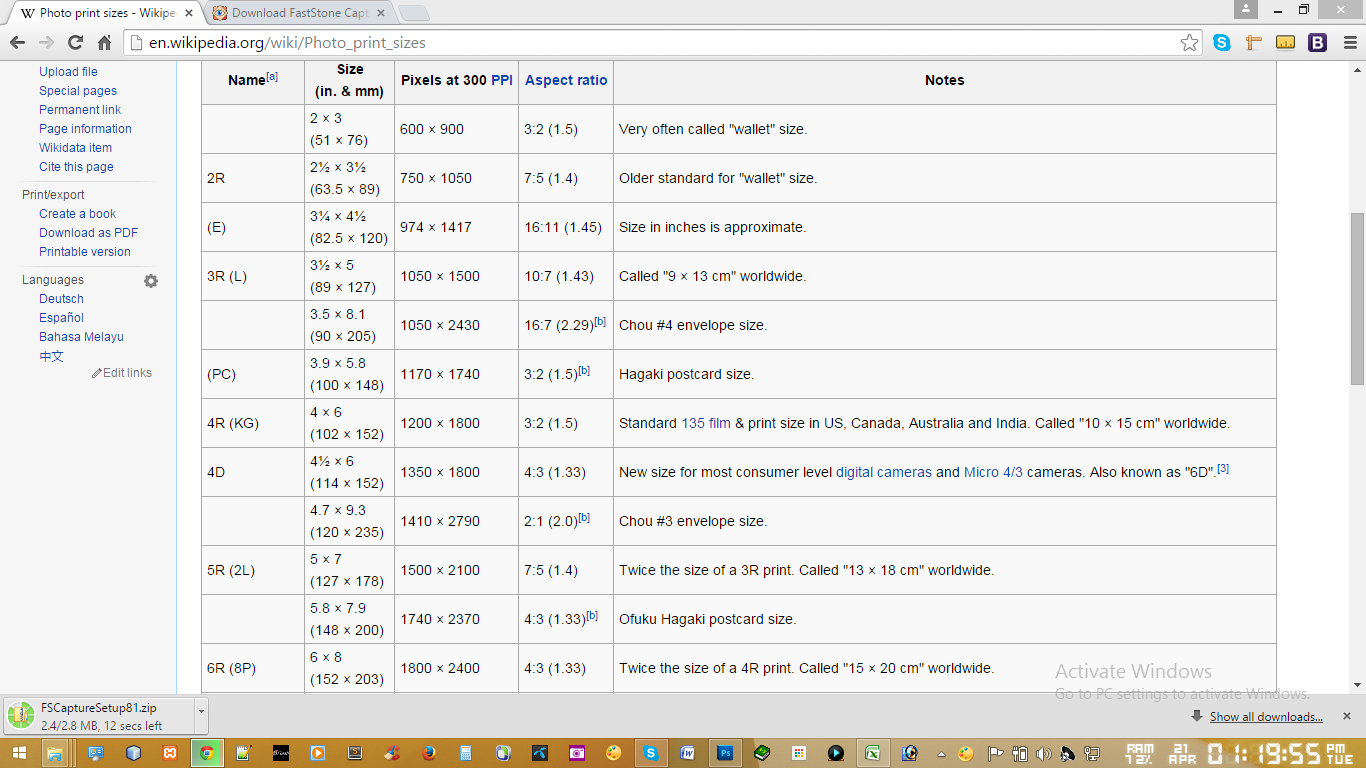 Photo print sizes - Wikipe
Download FastStone Capt
en.wikipedia.org/wiki/Photo_print_sizes
Upload file
Special pages
Permanent link
Page information
Wikidata item
Cite this page
Print/export
Create a book
Download as PDF
Printable version
Languages
Deutsch
Español
Bahasa Melayu
中文
Edit links
Name[a] Size (in. & mm) Pixels at 300 PPI Aspect ratio Notes
2 × 3 (51 × 76) 600 × 900 3:2 (1.5) Very often called "wallet" size.
2R 2½ × 3½ (63.5 × 89) 750 × 1050 7:5 (1.4) Older standard for "wallet" size.
(E) 3¼ × 4½ (82.5 × 120) 974 × 1417 16:11 (1.45) Size in inches is approximate.
3R (L) 3½ × 5 (89 × 127) 1050 × 1500 10:7 (1.43) Called "9 × 13 cm" worldwide.
3.5 × 8.1 (90 × 205) 1050 × 2430 16:7 (2.29)[b] Chou #4 envelope size.
(PC) 3.9 × 5.8 (100 × 148) 1170 × 1740 3:2 (1.5)[b] Hagaki postcard size.
4R (KG) 4 × 6 (102 × 152) 1200 × 1800 3:2 (1.5) Standard 135 film & print size in US, Canada, Australia and India. Called "10 × 15 cm" worldwide.
4D 4½ × 6 (114 × 152) 1350 × 1800 4:3 (1.33) New size for most consumer level digital cameras and Micro 4/3 cameras. Also known as "6D".[3]
4.7 × 9.3 (120 × 235) 1410 × 2790 2:1 (2.0)[b] Chou #3 envelope size.
5R (2L) 5 × 7 (127 × 178) 1500 × 2100 7:5 (1.4) Twice the size of a 3R print. Called "13 × 18 cm" worldwide.
5.8 × 7.9 (148 × 200) 1740 × 2370 4:3 (1.33)[b] Ofuku Hagaki postcard size.
6R (8P) 6 × 8 (152 × 203) 1800 × 2400 4:3 (1.33) Twice the size of a 4R print. Called "15 × 20 cm" worldwide.
Activate Windows
Go to PC settings to activate Windows.
FSCaptureSetup81.zip
2.4/2.8 MB, 12 secs left
Show all downloads...
RAM 12% 21 APR 01:19:55 PM TUE